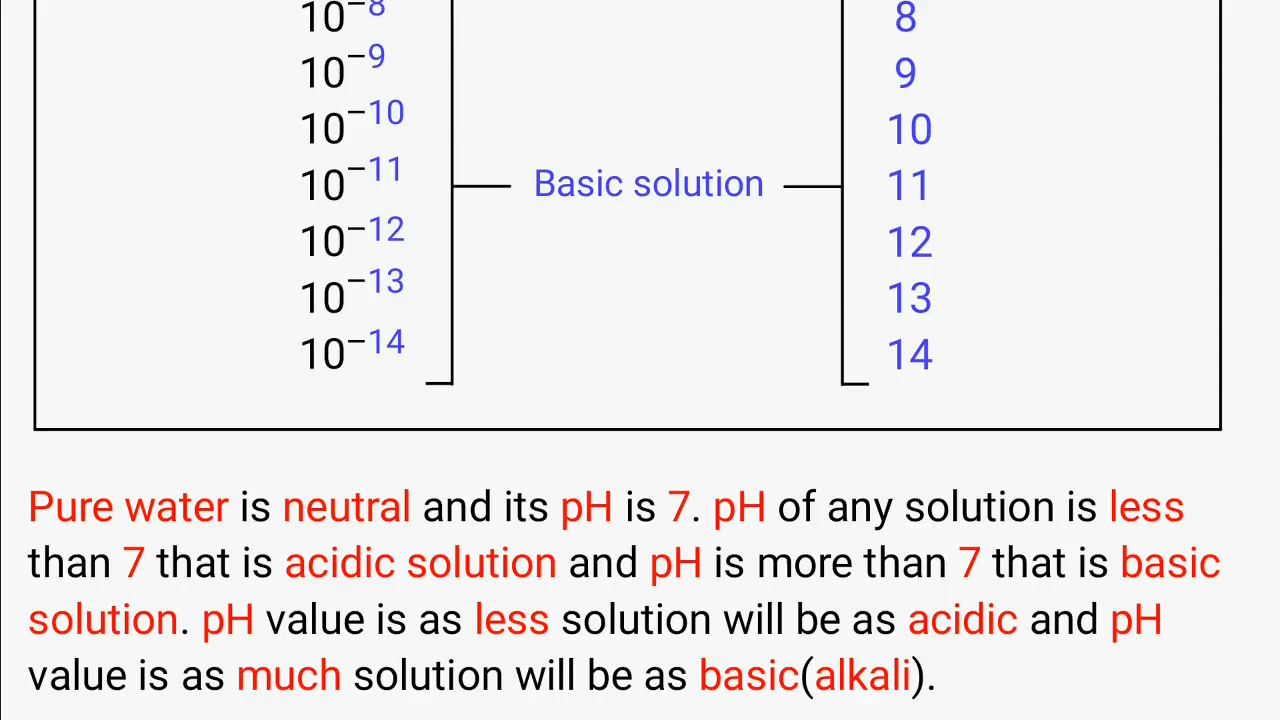 10⁻⁸ 8
10⁻⁹ 9
10⁻¹⁰ 10
10⁻¹¹ Basic solution 11
10⁻¹² 12
10⁻¹³ 13
10⁻¹⁴ 14
Pure water is neutral and its pH is 7. pH of any solution is less
than 7 that is acidic solution and pH is more than 7 that is basic
solution. pH value is as less solution will be as acidic and pH
value is as much solution will be as basic(alkali).